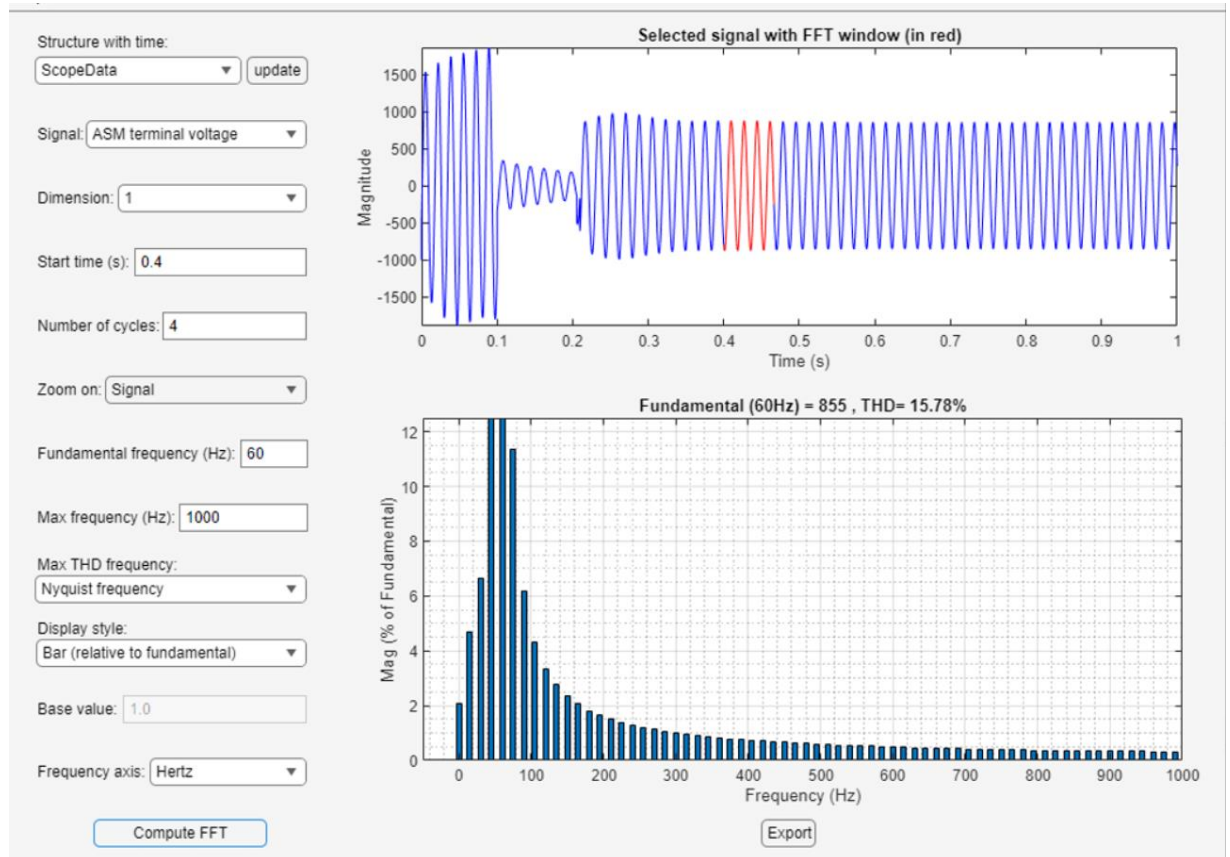 Structure with time:
ScopeData update
Signal: ASM terminal voltage
Dimension: 1
Start time (s): 0.4
Number of cycles: 4
Zoom on: Signal
Fundamental frequency (Hz): 60
Max frequency (Hz): 1000
Max THD frequency:
Nyquist frequency
Display style:
Bar (relative to fundamental)
Base value: 1.0
Frequency axis: Hertz
Compute FFT
Selected signal with FFT window (in red)
Magnitude
1500
1000
500
0
-500
-1000
-1500
0 0.1 0.2 0.3 0.4 0.5 0.6 0.7 0.8 0.9 1
Time (s)
Fundamental (60Hz) = 855 , THD= 15.78%
Mag (% of Fundamental)
12
10
8
6
4
2
0
0 100 200 300 400 500 600 700 800 900 1000
Frequency (Hz)
Export